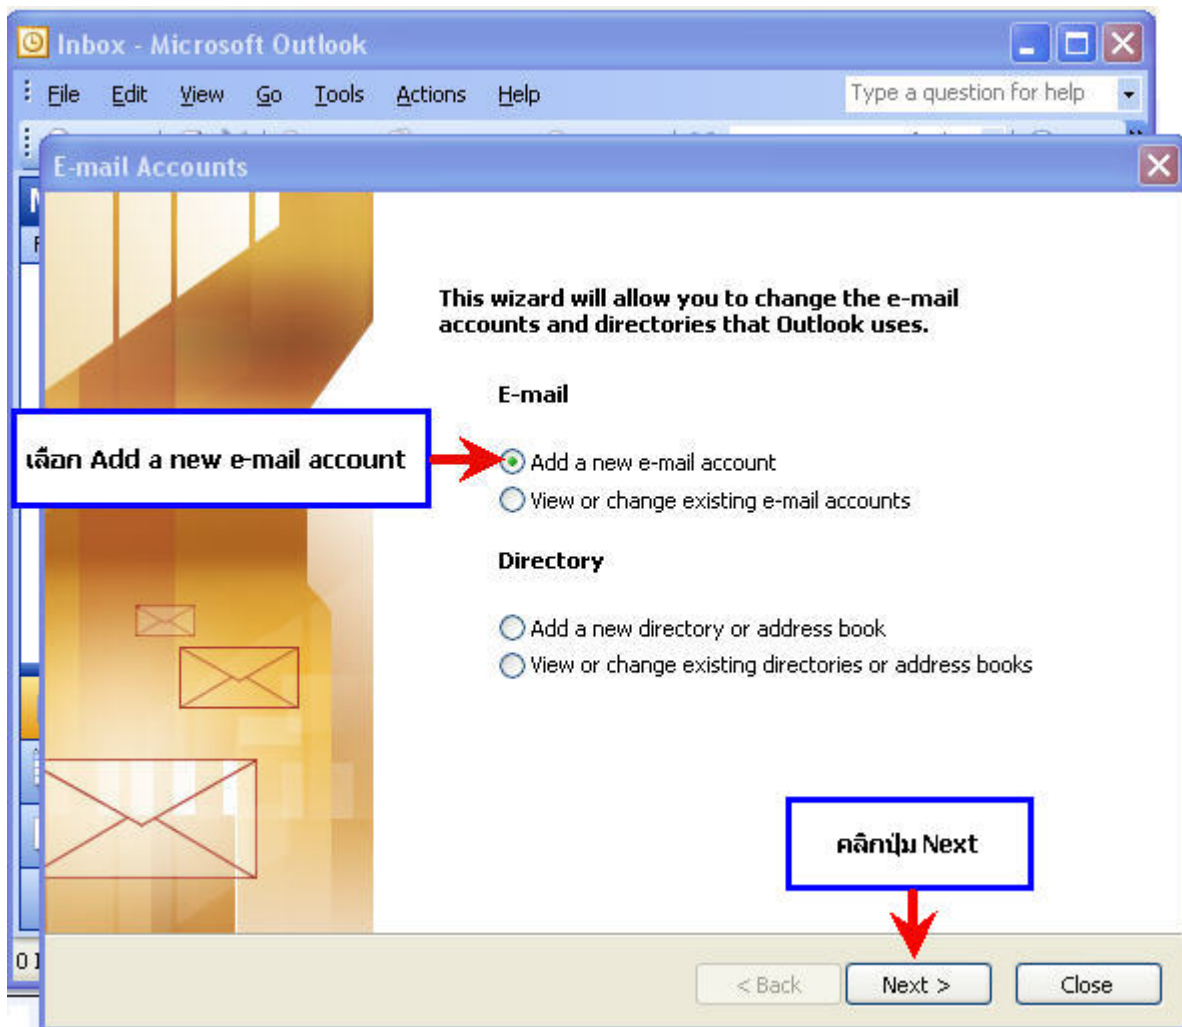 Inbox - Microsoft Outlook
File Edit View Go Tools Actions Help Type a question for help
E-mail Accounts
This wizard will allow you to change the e-mail
accounts and directories that Outlook uses.
E-mail
เลือก Add a new e-mail account
Add a new e-mail account
View or change existing e-mail accounts
Directory
Add a new directory or address book
View or change existing directories or address books
คลิกปุ่ม Next
< Back Next > Close